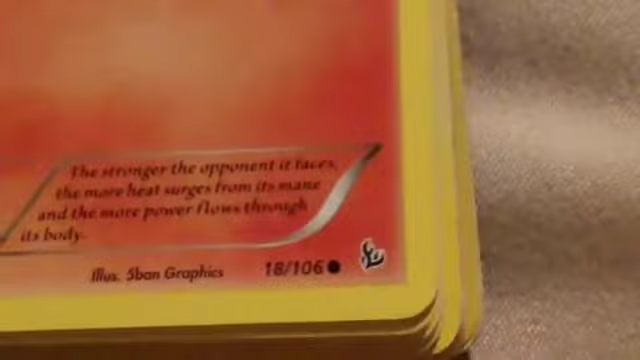 The stronger the opponent it faces,
the more heat surges from its mane
and the more power flows through
its body.
Illus. 5ban Graphics
18/106